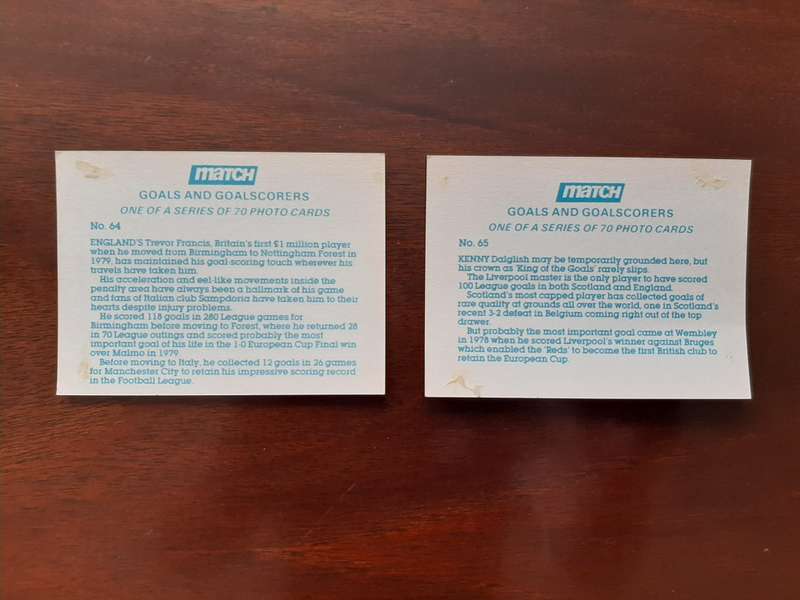 match
GOALS AND GOALSCORERS
ONE OF A SERIES OF 70 PHOTO CARDS
No. 64
ENGLAND'S Trevor Francis, Britain's first £1 million player
when he moved from Birmingham to Nottingham Forest in
1979, has maintained his goal-scoring touch wherever his
travels have taken him.
His acceleration and eel-like movements inside the
penalty area have always been a hallmark of his game
and fans of Italian club Sampdoria have taken him to their
hearts despite injury problems.
He scored 118 goals in 280 League games for
Birmingham before moving to Forest, where he returned 28
in 70 League outings and scored probably the most
important goal of his life in the 1-0 European Cup Final win
over Malmo in 1979
Before moving to Italy, he collected 12 goals in 26 games
for Manchester City to retain his impressive scoring record
in the Football League.
match
GOALS AND GOALSCORERS
ONE OF A SERIES OF 70 PHOTO CARDS
No. 65
KENNY Dalglish may be temporarily grounded here, but
his crown as 'King of the Goals' rarely slips.
The Liverpool master is the only player to have scored
100 League goals in both Scotland and England.
Scotland's most capped player has collected goals of
rare quality at grounds all over the world, one in Scotland's
recent 3-2 defeat in Belgium coming right out of the top
drawer.
But probably the most important goal came at Wembley
in 1978 when he scored Liverpool's winner against Bruges
which enabled the 'Reds' to become the first British club to
retain the European Cup.